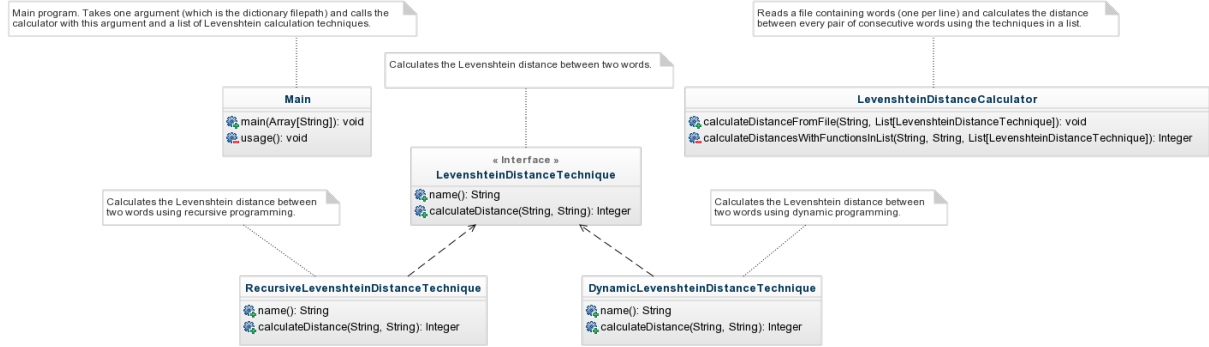 Main program. Takes one argument (which is the dictionary filepath) and calls the
calculator with this argument and a list of Levenshtein calculation techniques.
Reads a file containing words (one per line) and calculates the distance
between every pair of consecutive words using the techniques in a list.
Calculates the Levenshtein distance between two words.
Main
main(Array[String]): void
usage(): void
LevenshteinDistanceCalculator
calculateDistanceFromFile(String, List[LevenshteinDistanceTechnique]): void
calculateDistancesWithFunctionsInList(String, String, List[LevenshteinDistanceTechnique]): Integer
« Interface »
LevenshteinDistanceTechnique
name(): String
calculateDistance(String, String): Integer
Calculates the Levenshtein distance between
two words using recursive programming.
Calculates the Levenshtein distance between
two words using dynamic programming.
RecursiveLevenshteinDistanceTechnique
name(): String
calculateDistance(String, String): Integer
DynamicLevenshteinDistanceTechnique
name(): String
calculateDistance(String, String): Integer